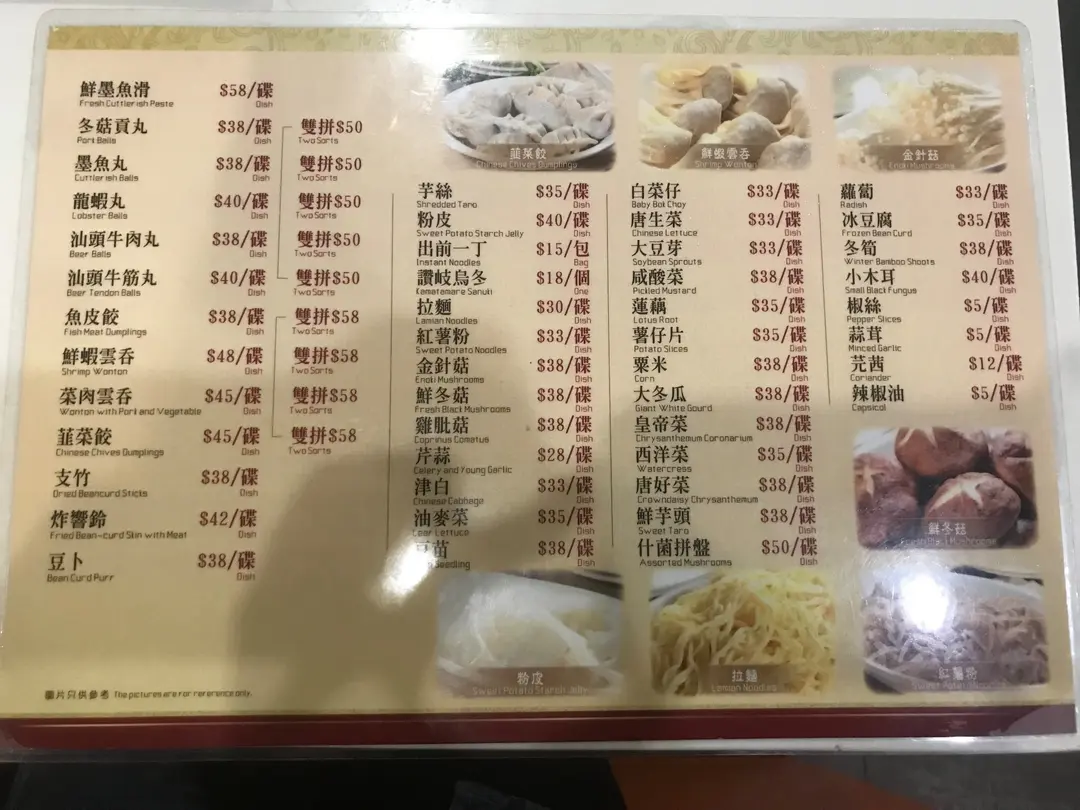 鮮墨魚滑 $58/碟
Fresh Cuttlerish Paste Dish
冬菇貢丸 $38/碟 雙拼$50
Pork Balls Dish Two Sorts
墨魚丸 $38/碟 雙拼$50
Cutterish Balls Dish Two Sorts
龍蝦丸 $40/碟 雙拼$50
Lobster Balls Dish Two Sorts
汕頭牛肉丸 $38/碟 雙拼$50
Beer Balls Dish Two Sorts
汕頭牛筋丸 $40/碟 雙拼$50
Beer Tendon Balls Dish Two Sorts
魚皮餃 $38/碟 雙拼$58
Fish Meat Dumplings Dish Two Sorts
鮮蝦雲呑 $48/碟 雙拼$58
Shrimp Wonton Dish Two Sorts
菜肉雲呑 $45/碟 雙拼$58
Wonton with Pork and Vegetable Dish Two Sorts
韮菜餃 $45/碟 雙拼$58
Chinese Chives Dumplings Dish Two Sorts
支竹 $38/碟
Dried Beancurd Sticks Dish
炸響鈴 $42/碟
Fried Bean-curd Skin with Meat Dish
豆卜 $38/碟
Bean Curd Purr Dish
圖片只供參考 The pictures are ror rererence only.
韮菜餃
Chinese Chives Dumplings
鮮蝦雲呑
Shrimp Wonton
金針菇
Enoki Mushrooms
芋絲 $35/碟
Shredded Taro Dish
粉皮 $40/碟
Sweet Potato Starch Jelly Dish
出前一丁 $15/包
Instant Noodles Bag
讚岐烏冬 $18/個
Kamatamare Sanuki One
拉麵 $30/碟
Lamian Noodles Dish
紅薯粉 $33/碟
Sweet Potato Noodles Dish
金針菇 $38/碟
Enoki Mushrooms Dish
鮮冬菇 $38/碟
Fresh Black Mushrooms Dish
雞肶菇 $38/碟
Coprinus Comatus Dish
芹蒜 $28/碟
Celery and Young Garlic Dish
津白 $33/碟
Chinese Cabbage Dish
油麥菜 $35/碟
Lear Lettuce Dish
豆苗 $38/碟
Seedling Dish
白菜仔 $33/碟
Baby Bok Choy Dish
唐生菜 $33/碟
Chinese Lettuce Dish
大豆芽 $33/碟
Soybean Sprouts Dish
咸酸菜 $38/碟
Pickled Mustard Dish
蓮藕 $35/碟
Lotus Root Dish
薯仔片 $35/碟
Potato Slices Dish
粟米 $38/碟
Corn Dish
大冬瓜 $38/碟
Giant White Gourd Dish
皇帝菜 $38/碟
Chrysanthemum Coronarium Dish
西洋菜 $35/碟
Watercress Dish
唐好菜 $38/碟
Crowndaisy Chrysanthemum Dish
鮮芋頭 $38/碟
Sweet Taro Dish
什菌拼盤 $50/碟
Assorted Mushrooms Dish
蘿蔔 $33/碟
Radish Dish
冰豆腐 $35/碟
Frozen Bean Curd Dish
冬筍 $38/碟
Winter Bamboo Shoots Dish
小木耳 $40/碟
Small Black Fungus Dish
椒絲 $5/碟
Pepper Slices Dish
蒜茸 $5/碟
Minced Garlic Dish
芫茜 $12/碟
Coriander Dish
辣椒油 $5/碟
Capsicol Dish
鮮冬菇
粉皮
Sweet Potato Starch Jelly
拉麵
Lamian Noodles
紅薯粉
Sweet Potato Noodles